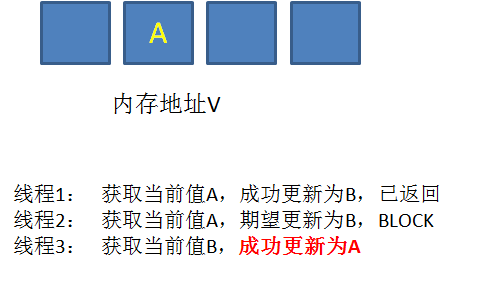 A
内存地址V
线程1： 获取当前值A，成功更新为B，已返回
线程2： 获取当前值A，期望更新为B，BLOCK
线程3： 获取当前值B，成功更新为A